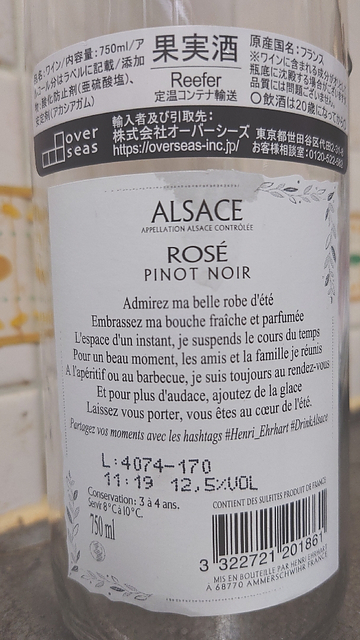 名：ワイン/内容量：750ml/ア
コール分はラベルに記載/添加
物：酸化防止剤(亜硫酸塩)、
安定剤(アカシアガム)
果実酒
Reefer
定温コンテナ輸送
原産国名：フランス
※ワインに含まれる成分が
瓶底に沈殿する場合が
品質には問題ございません
〇飲酒は20歳になって
over
seas
輸入者及び引取先：
株式会社オーバーシーズ 東京都世田谷区代田2-31-8
https://overseas-inc.jp/ お客様相談室：0120-522-582
ALSACE
APPELLATION ALSACE CONTRÔLÉE
ROSÉ
PINOT NOIR
Admirez ma belle robe d'été
Embrassez ma bouche fraîche et parfumée
L'espace d'un instant, je suspends le cours du temps
Pour un beau moment, les amis et la famille je réunis
A l'apéritif ou au barbecue, je suis toujours au rendez-vous
Et pour plus d'audace, ajoutez de la glace
Laissez vous porter, vous êtes au cœur de l'été.
Partagez vos moments avec les hashtags #Henri_Ehrhart #DrinkAlsace
L:4074-170
11:19 12.5%VOL
Conservation: 3 à 4 ans.
Servir 8° C à 10°C
750 ml
CONTIENT DES SULFITES PRODUIT DE FRANCE
3 322721 201861
MIS EN BOUTEILLE PAR HENRI EHRHART
A 68770 AMMERSCHWIHR FRANCE